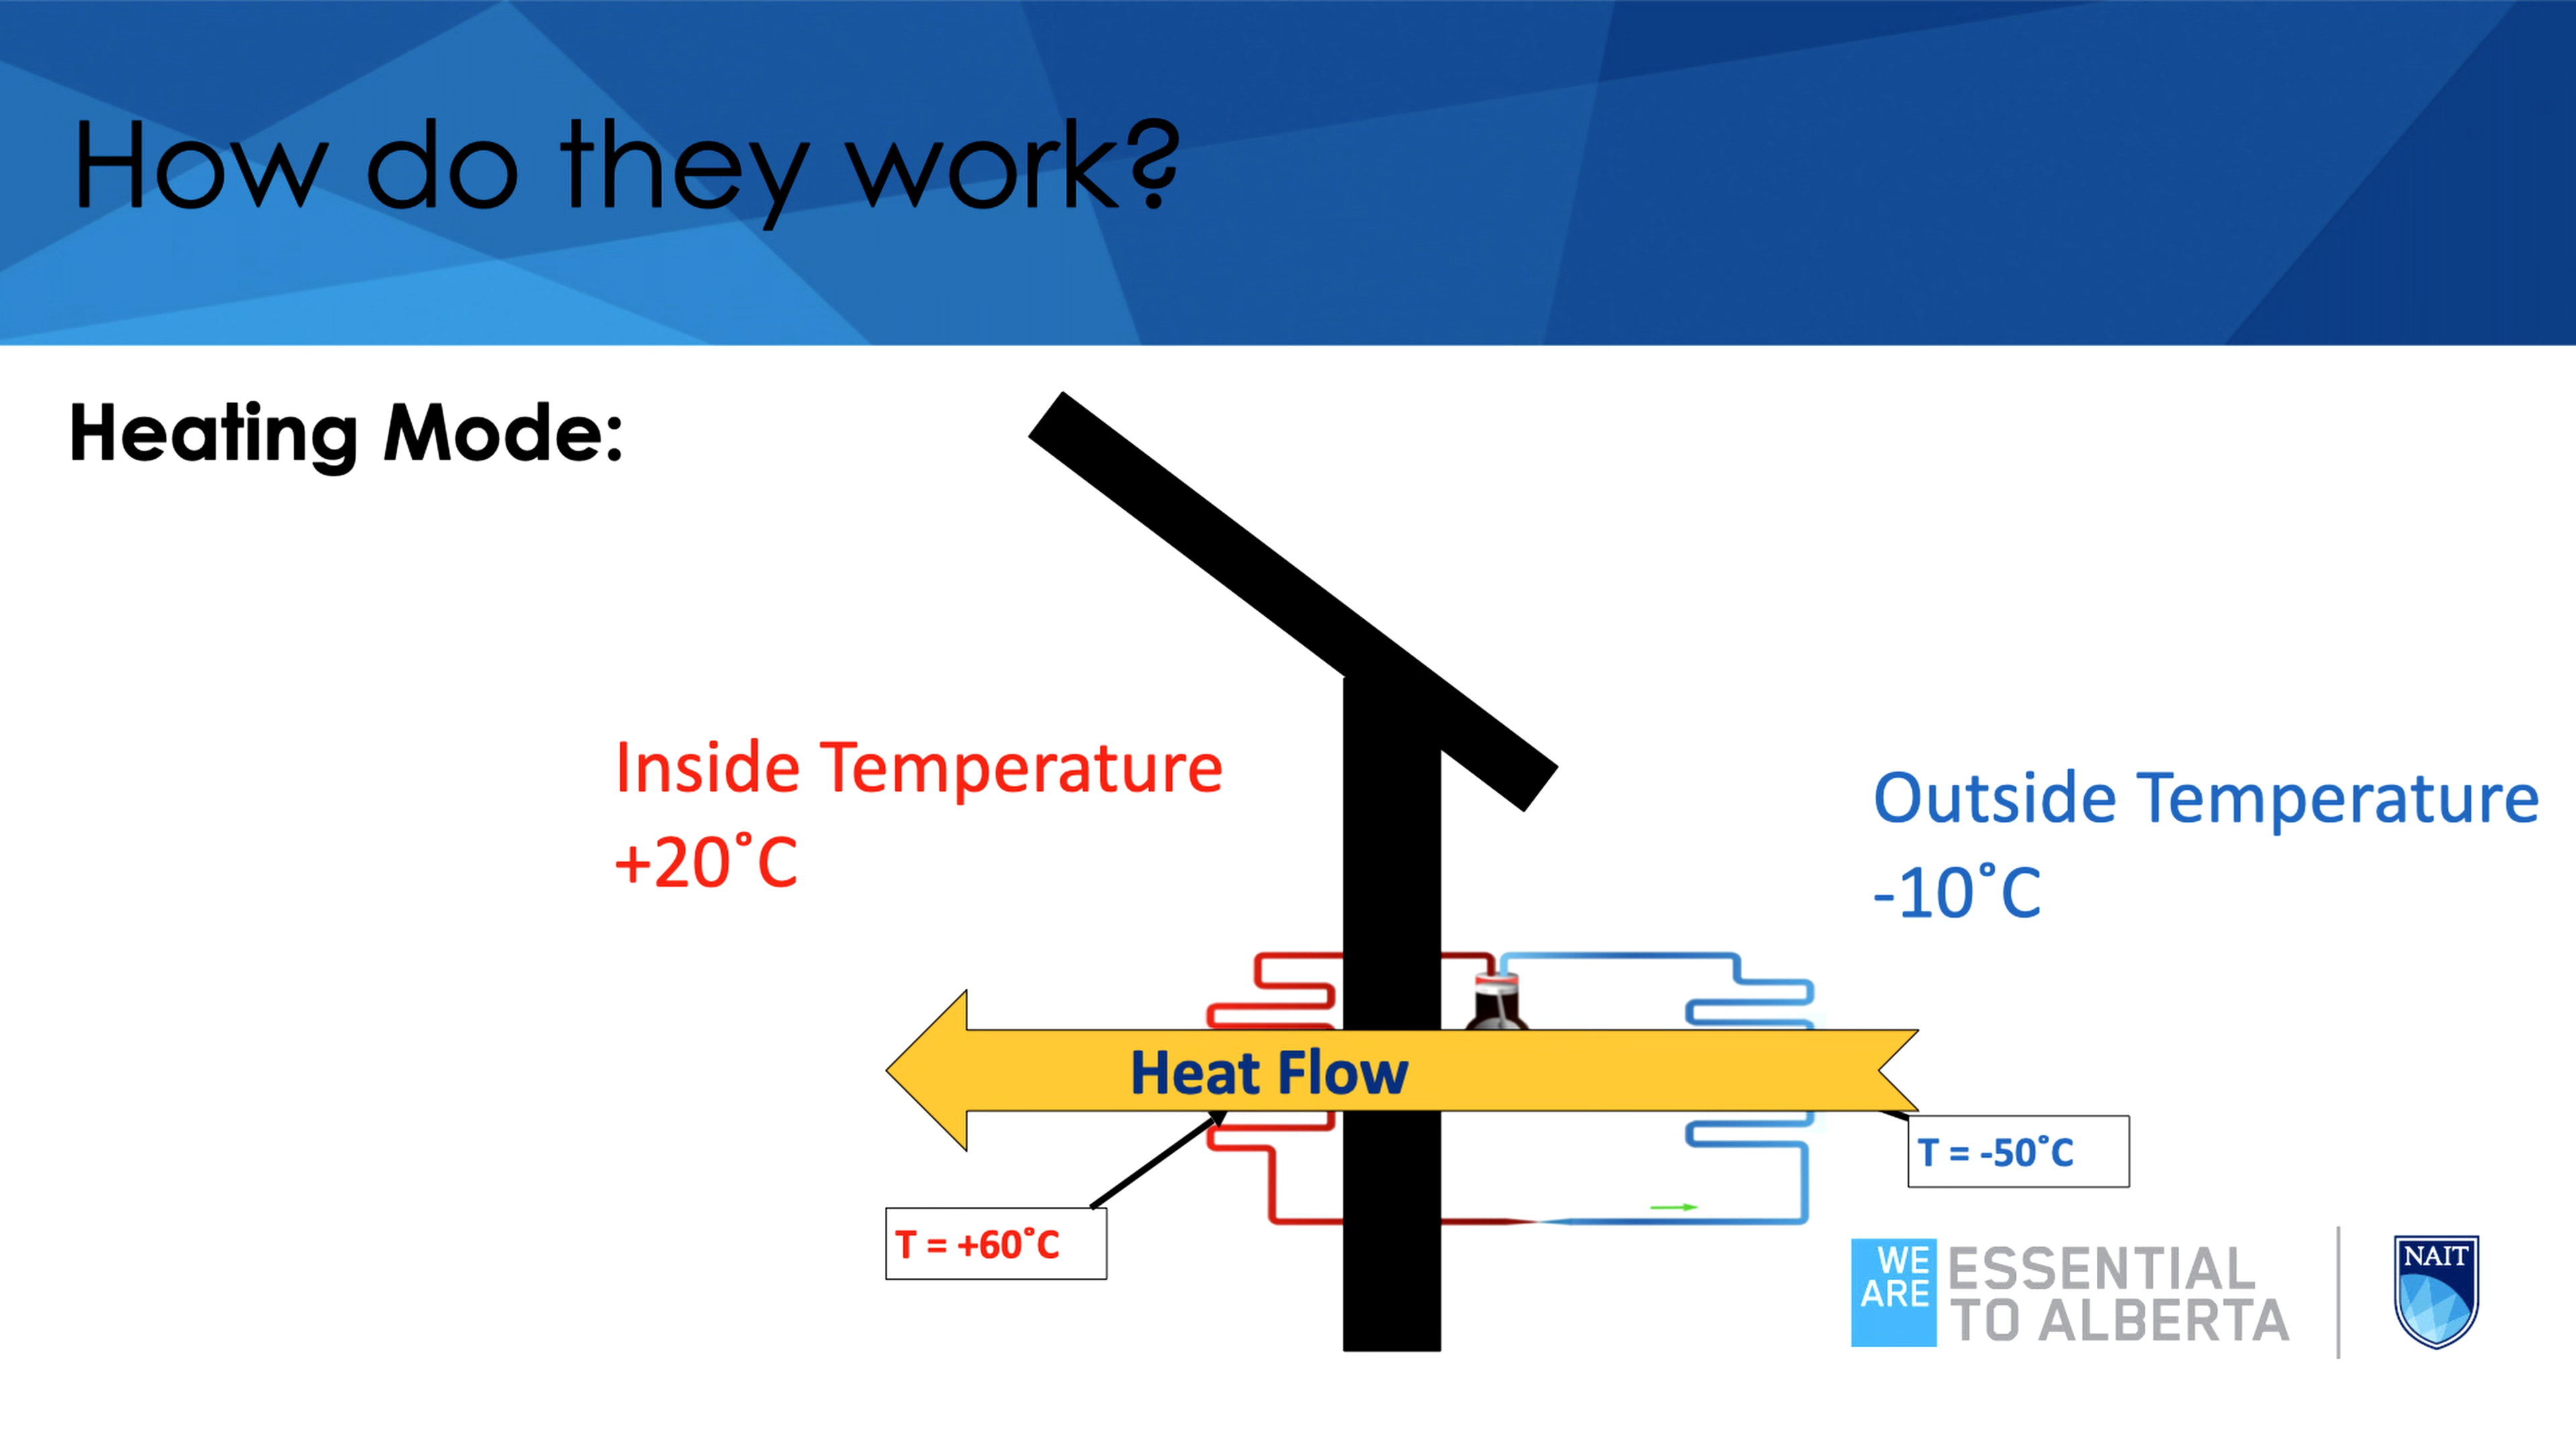 How do they work?
Heating Mode:
Inside Temperature
+20˚C
Outside Temperature
-10˚C
Heat Flow
T = -50˚C
T = +60˚C
WE
ARE
ESSENTIAL
TO ALBERTA
NAIT